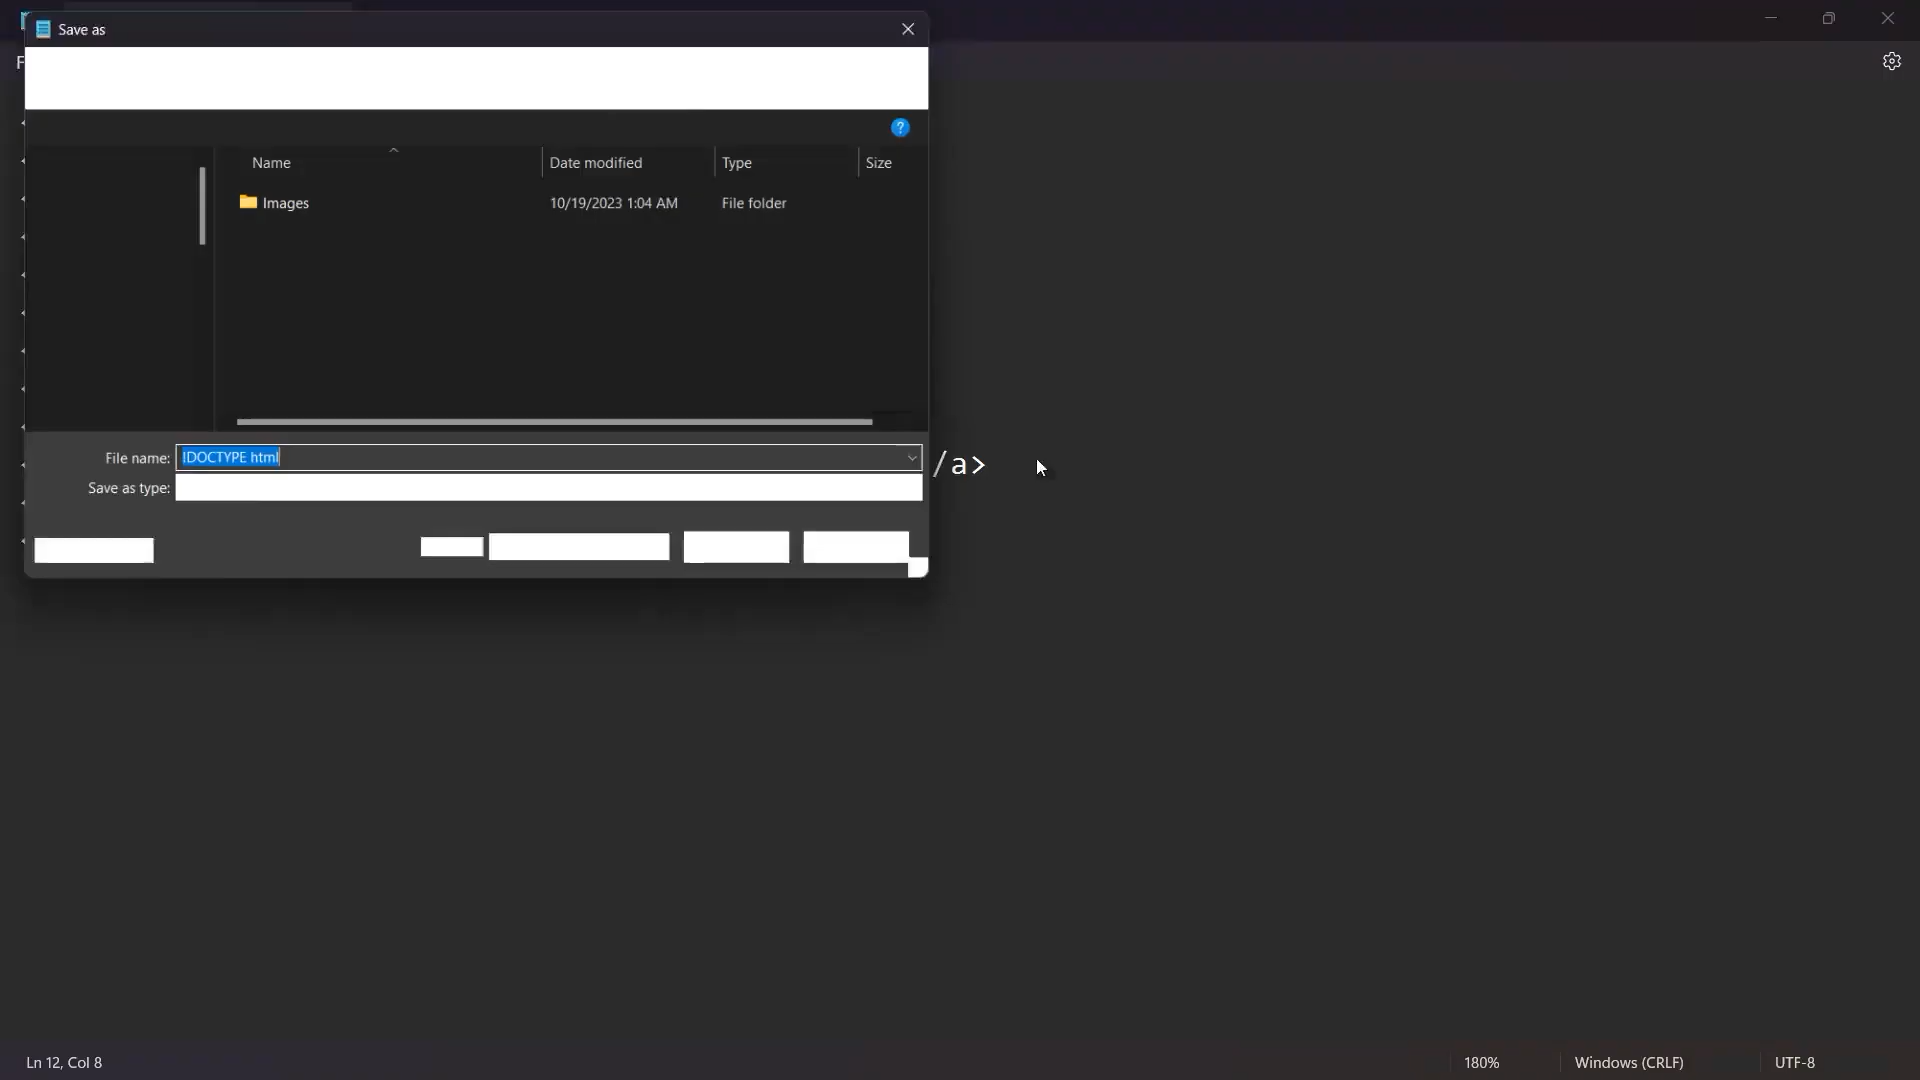 Save as
Name Date modified Type Size
Images 10/19/2023 1:04 AM File folder
File name: !DOCTYPE html
/a>
Save as type:
Ln 12, Col 8 180% Windows (CRLF) UTF-8